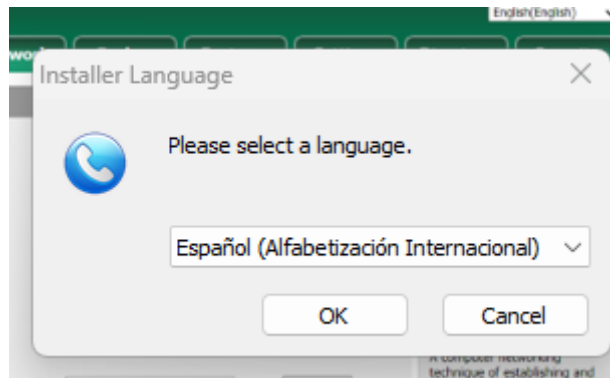 English(English)
Installer Language
Please select a language.
Español (Alfabetización Internacional)
OK
Cancel
A computer networking
technique of establishing and